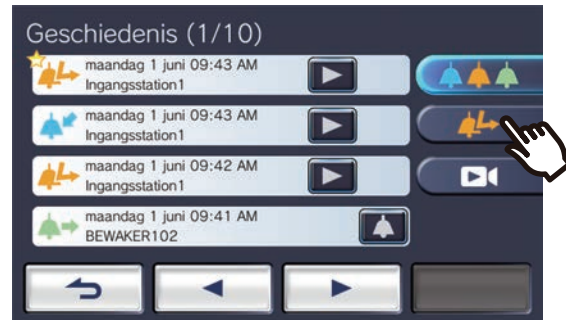 Geschiedenis (1/10)
maandag 1 juni 09:43 AM
Ingangsstation1
maandag 1 juni 09:43 AM
Ingangsstation1
maandag 1 juni 09:42 AM
Ingangsstation1
maandag 1 juni 09:41 AM
BEWAKER102